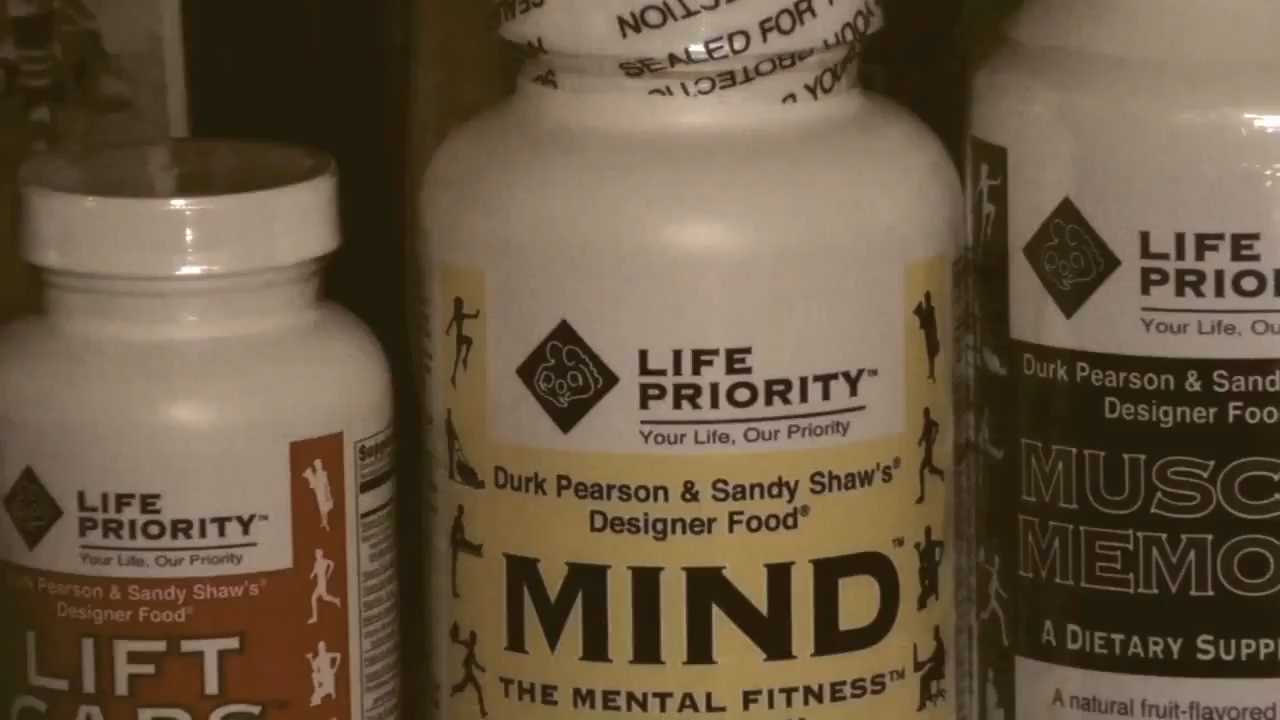 SEALED FOR
YOU
LIFE
PRIORITY™
Your Life, Our Priority
Pearson & Sandy Shaw's®
Designer Food®
LIFT
CAPS
LIFE
PRIORITY™
Your Life, Our Priority
Durk Pearson & Sandy Shaw's®
Designer Food®
MIND™
THE MENTAL FITNESS™
LIFE
PRIO
Your Life, Ou
Durk Pearson & Sand
Designer Foo
MUSC
MEMO
A DIETARY SUPP
A natural fruit-flavored